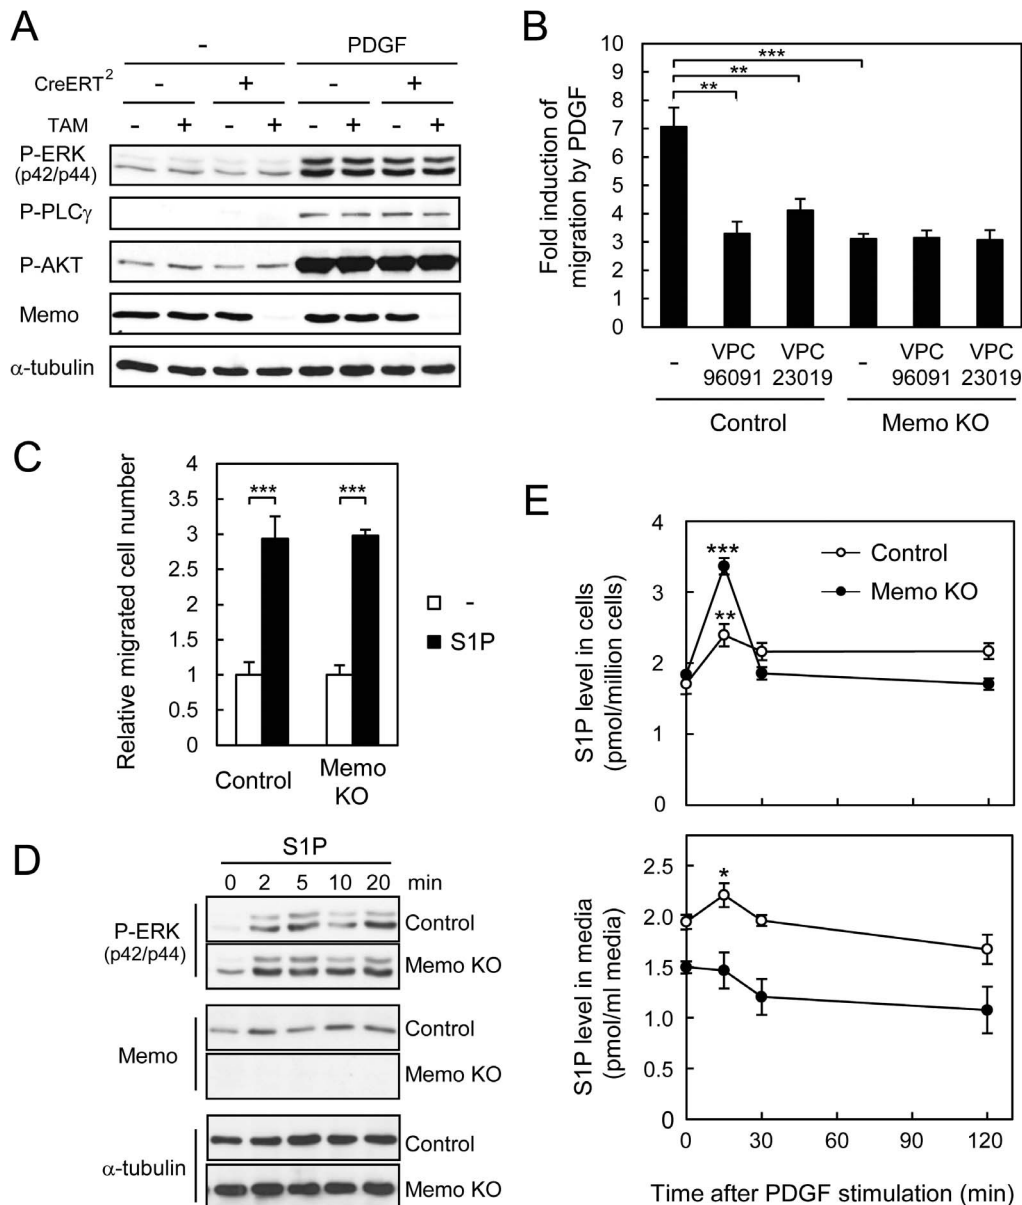 A
- PDGF
CreERT2 - + - +
TAM - + - + - + - +
P-ERK
(p42/p44)
P-PLCγ
P-AKT
Memo
α-tubulin
B
Fold induction of
migration by PDGF
10
9
8
7
6
5
4
3
2
1
0
***
**
**
- VPC VPC - VPC VPC
96091 23019 96091 23019
Control Memo KO
C
Relative migrated cell number
4
3.5
3
2.5
2
1.5
1
0.5
0
*** ***
Control Memo
KO
-
S1P
D
S1P
0 2 5 10 20 min
P-ERK
(p42/p44)
Control
Memo KO
Memo
Control
Memo KO
α-tubulin
Control
Memo KO
E
S1P level in cells
(pmol/million cells)
4
3
2
1
0
***
**
Control
Memo KO
S1P level in media
(pmol/ml media)
2.5
2.0
1.5
1.0
0.5
0
*
0 30 60 90 120
Time after PDGF stimulation (min)